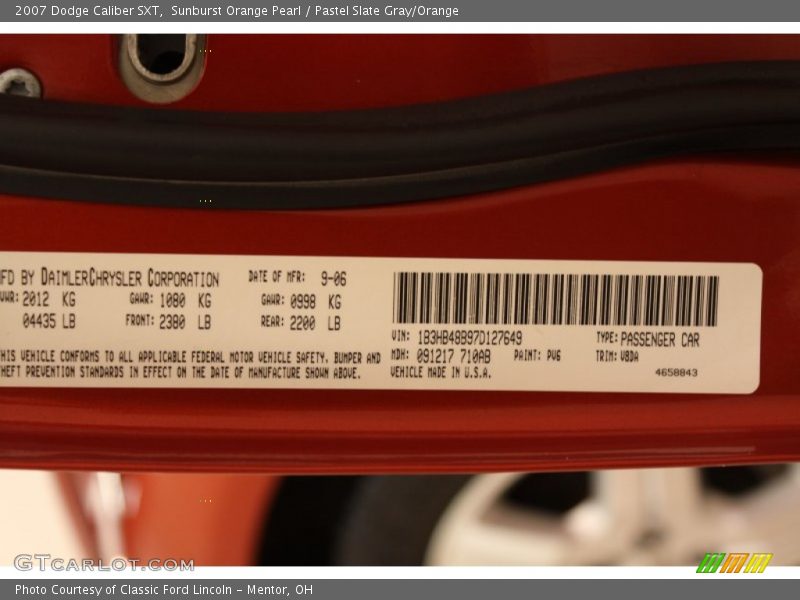 2007 Dodge Caliber SXT,  Sunburst Orange Pearl / Pastel Slate Gray/Orange
FD BY DAIMLERCHRYSLER CORPORATION DATE OF MFR: 9-06
VWR: 2012 KG GAWR: 1080 KG GAWR: 0998 KG
04435 LB FRONT: 2380 LB REAR: 2200 LB
HIS VEHICLE CONFORMS TO ALL APPLICABLE FEDERAL MOTOR VEHICLE SAFETY, BUMPER AND
HEFT PREVENTION STANDARDS IN EFFECT ON THE DATE OF MANUFACTURE SHOWN ABOVE.
VIN: 1B3HB48B97D127649 TYPE: PASSENGER CAR
MDH: 091217 710AB PAINT: PVG TRIM: V8DA
VEHICLE MADE IN U.S.A.
4658843
GTcarlot.com
Photo Courtesy of Classic Ford Lincoln - Mentor, OH